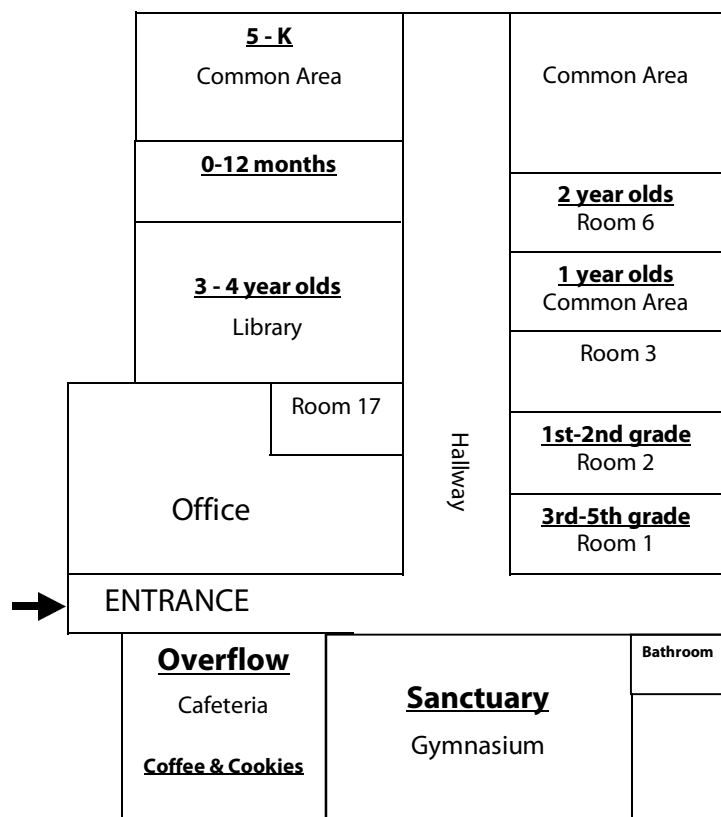 5 - K
Common Area
0-12 months
3 - 4 year olds
Library
Room 17
Office
Hallway
Common Area
2 year olds
Room 6
1 year olds
Common Area
Room 3
1st-2nd grade
Room 2
3rd-5th grade
Room 1
ENTRANCE
Overflow
Cafeteria
Coffee & Cookies
Sanctuary
Gymnasium
Bathroom